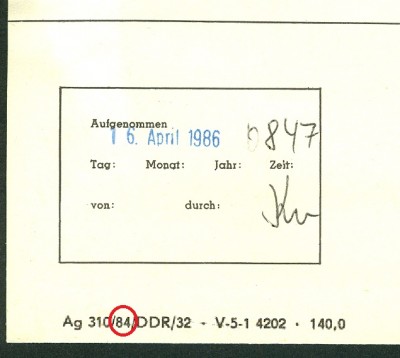 Aufgenommen
16. April 1986 0847
Tag: Monat: Jahr: Zeit:
von: durch:
Ag 310/84/DDR/32 - V-5-1 4202 · 140,0